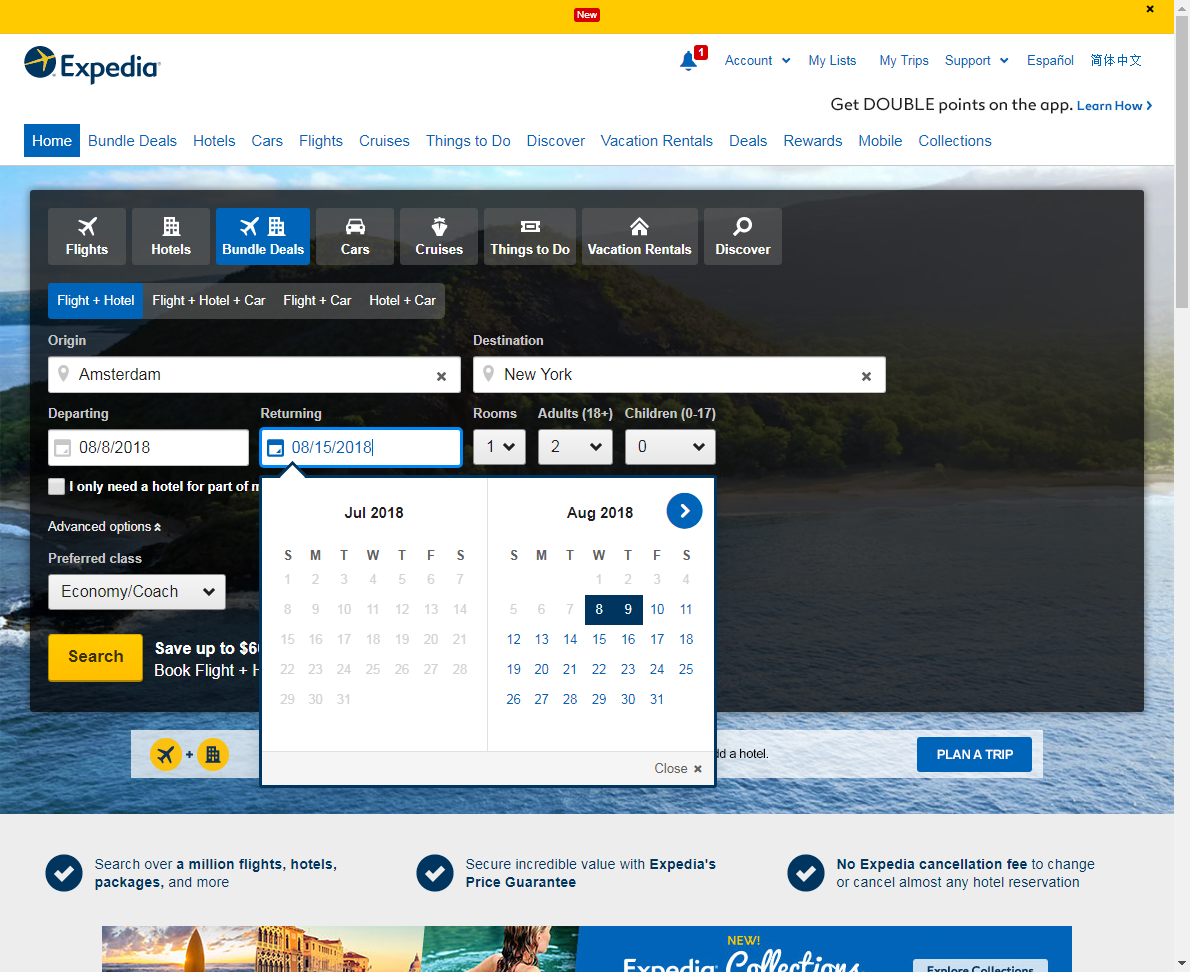 New
Expedia
1
Account
My Lists
My Trips
Support
Español
简体中文
Get DOUBLE points on the app. Learn How
Home Bundle Deals Hotels Cars Flights Cruises Things to Do Discover Vacation Rentals Deals Rewards Mobile Collections
Flights Hotels Bundle Deals Cars Cruises Things to Do Vacation Rentals Discover
Flight + Hotel Flight + Hotel + Car Flight + Car Hotel + Car
Origin Destination
Amsterdam New York
Departing Returning Rooms Adults (18+) Children (0-17)
08/8/2018 08/15/2018 1 2 0
I only need a hotel for part of m
Jul 2018 Aug 2018
Advanced options
S M T W T F S S M T W T F S
Preferred class
1 2 3 4 5 6 7 1 2 3 4
Economy/Coach
8 9 10 11 12 13 14 5 6 7 8 9 10 11
15 16 17 18 19 20 21 12 13 14 15 16 17 18
Search
Save up to $6
Book Flight + H
22 23 24 25 26 27 28 19 20 21 22 23 24 25
29 30 31 26 27 28 29 30 31
+
dd a hotel.
PLAN A TRIP
Close
Search over a million flights, hotels,
packages, and more
Secure incredible value with Expedia's
Price Guarantee
No Expedia cancellation fee to change
or cancel almost any hotel reservation
NEW!
Expedia Collections
Explore Collections